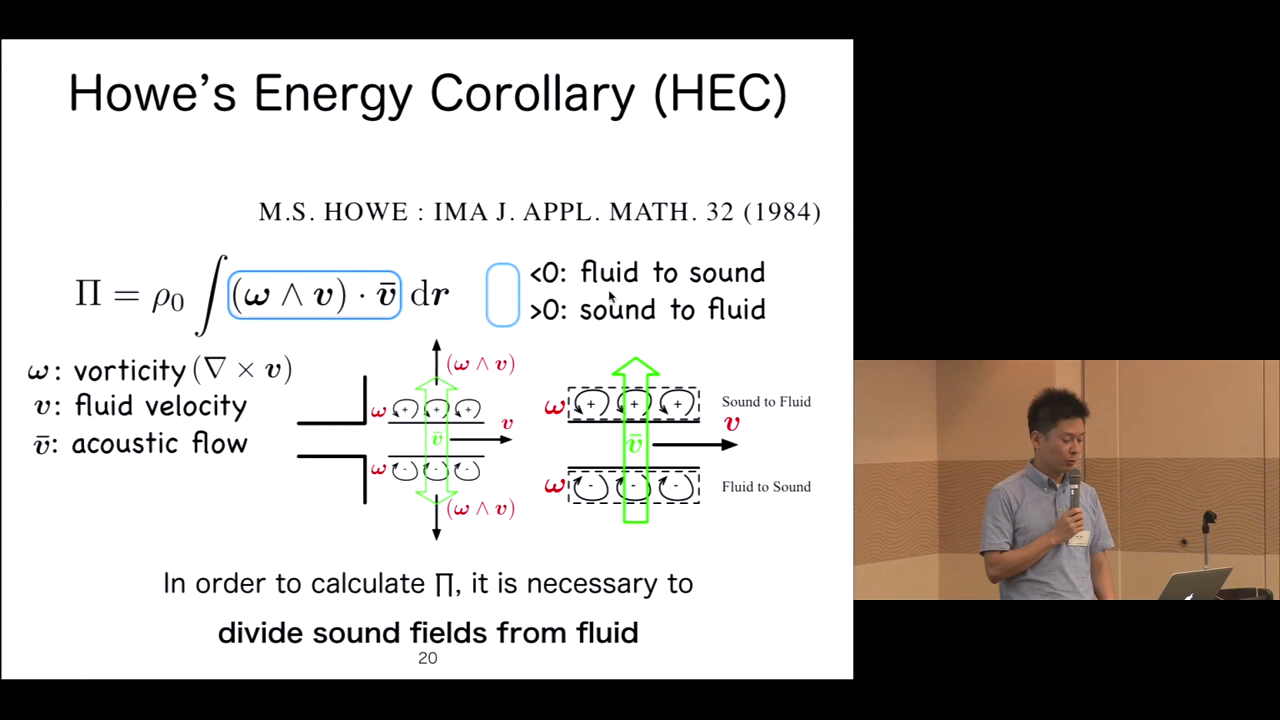 Howe's Energy Corollary (HEC)
M.S. HOWE : IMA J. APPL. MATH. 32 (1984)
Π = ρ₀ ∫ (ω ∧ v) · v̄ dr
<0: fluid to sound
>0: sound to fluid
ω: vorticity (∇ × v)
v: fluid velocity
v̄: acoustic flow
(ω ∧ v)
ω + + +
v̄ v
ω - - -
(ω ∧ v)
ω + + + Sound to Fluid
v̄ v
ω - - - Fluid to Sound
In order to calculate ∏, it is necessary to
divide sound fields from fluid
20